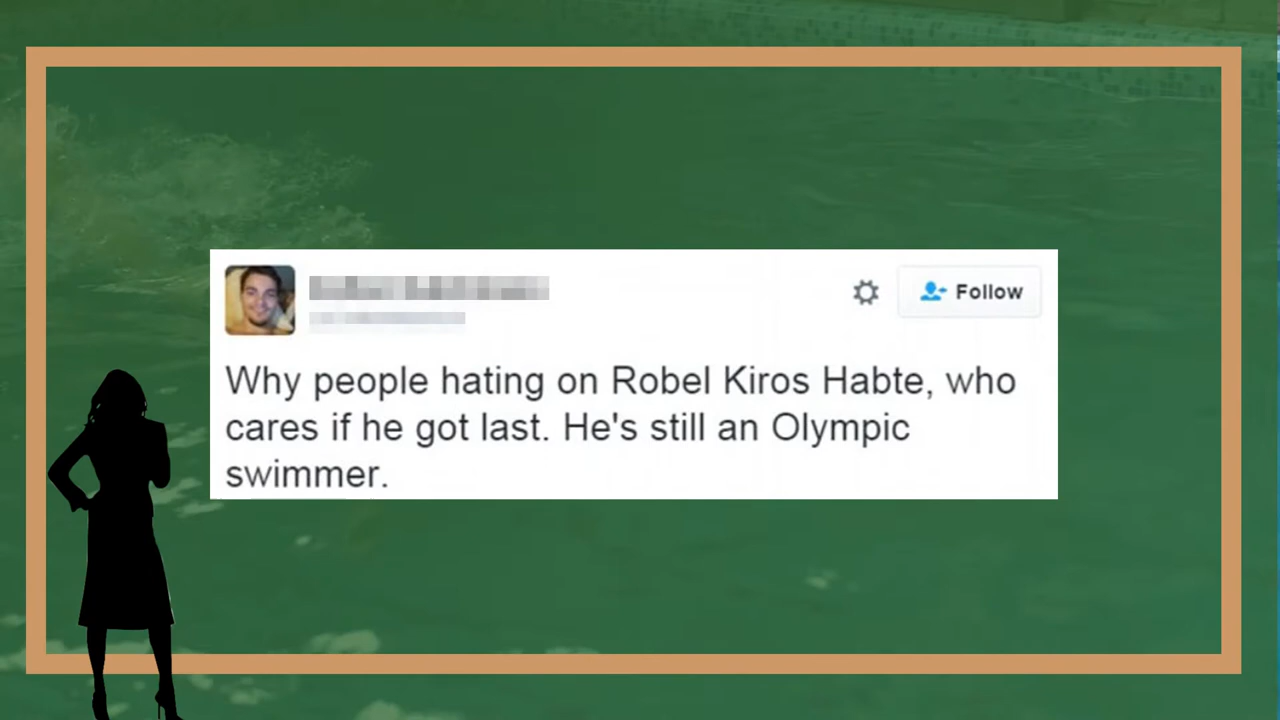 Follow
Why people hating on Robel Kiros Habte, who
cares if he got last. He's still an Olympic
swimmer.